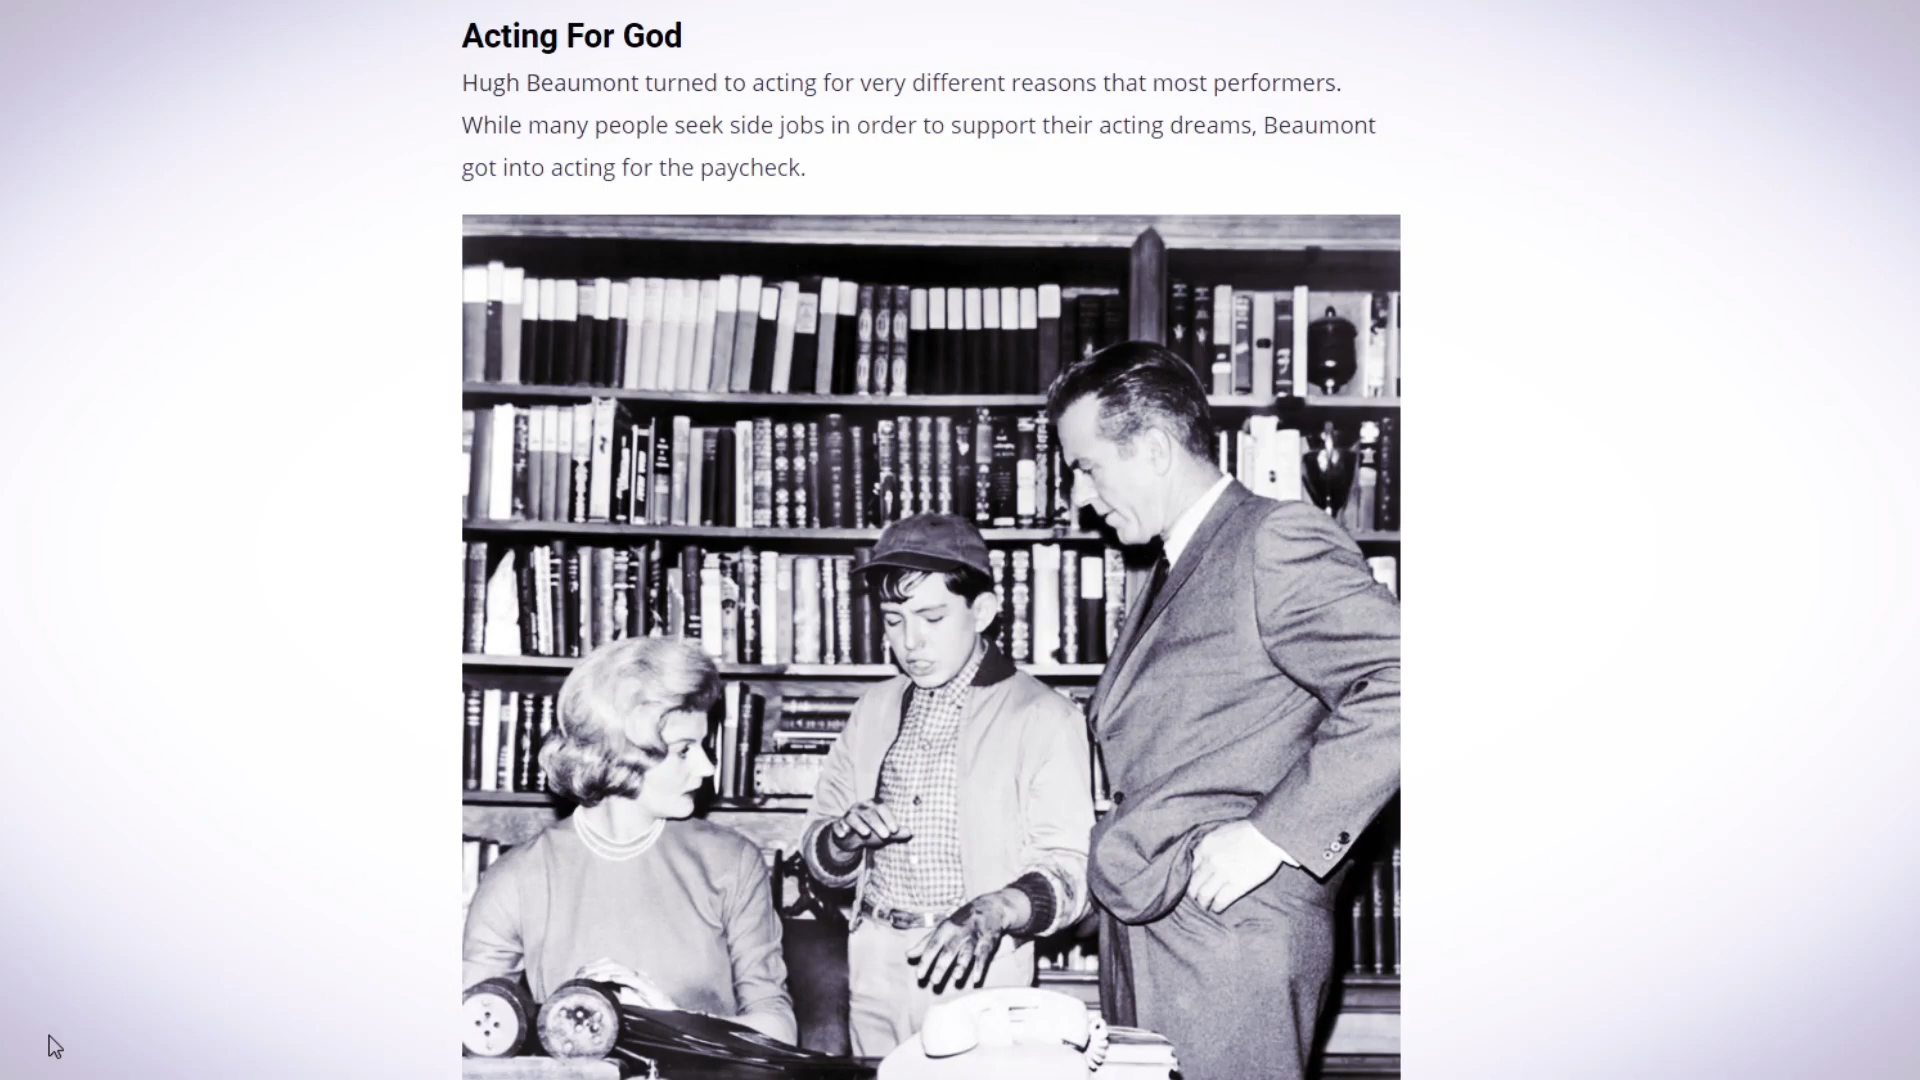 Acting For God
Hugh Beaumont turned to acting for very different reasons that most performers.
While many people seek side jobs in order to support their acting dreams, Beaumont
got into acting for the paycheck.